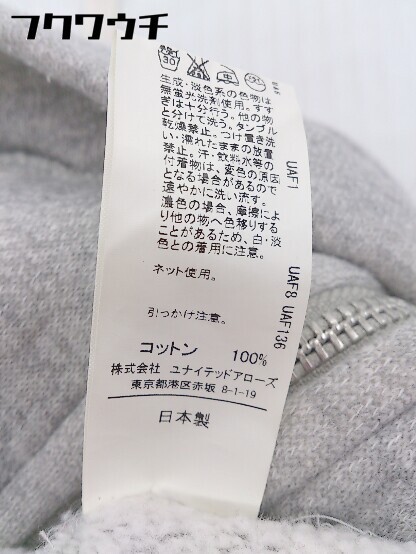 フクワウチ
30
生成・淡色系の色物は
無蛍光洗剤使用。すす
ぎは十分行う。他の物
と分けて洗う。タンブル
乾燥禁止。つけ置き洗
い・濡れたままの放置
禁止。汗・飲料水等の
付着物は、変色の原因
となる場合があるので
速やかに洗い流す。
濃色の場合、摩擦によ
り他の物へ色移りする
ことがあるため、白・淡
色との着用に注意。
ネット使用。
引っかけ注意。
コットン 100%
株式会社 ユナイテッドアローズ
東京都港区赤坂 8-1-19
日本製
UAF1
UAF8 UAF136